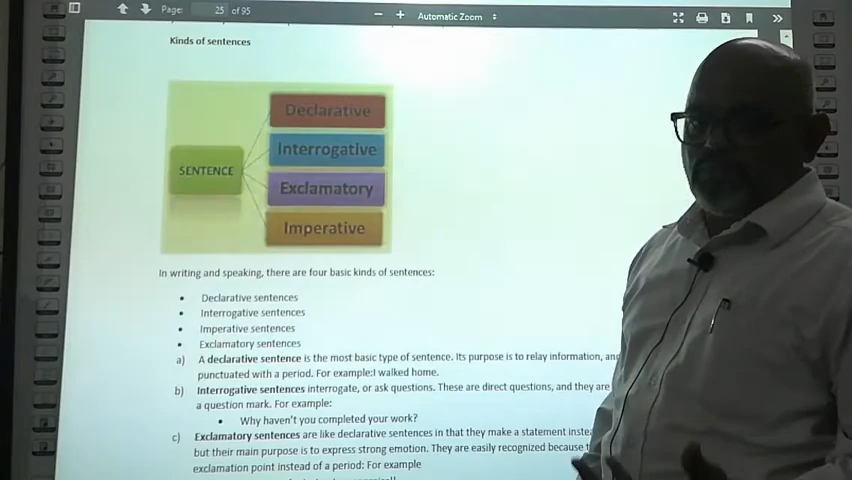 Page:
25
of 95
Automatic Zoom
Kinds of sentences
SENTENCE
Declarative
Interrogative
Exclamatory
Imperative
In writing and speaking, there are four basic kinds of sentences:
• Declarative sentences
• Interrogative sentences
• Imperative sentences
• Exclamatory sentences
a) A declarative sentence is the most basic type of sentence. Its purpose is to relay information, and
punctuated with a period. For example:I walked home.
b) Interrogative sentences interrogate, or ask questions. These are direct questions, and they are
a question mark. For example:
• Why haven't you completed your work?
c) Exclamatory sentences are like declarative sentences in that they make a statement
but their main purpose is to express strong emotion. They are easily recognized because
exclamation point instead of a period: For example